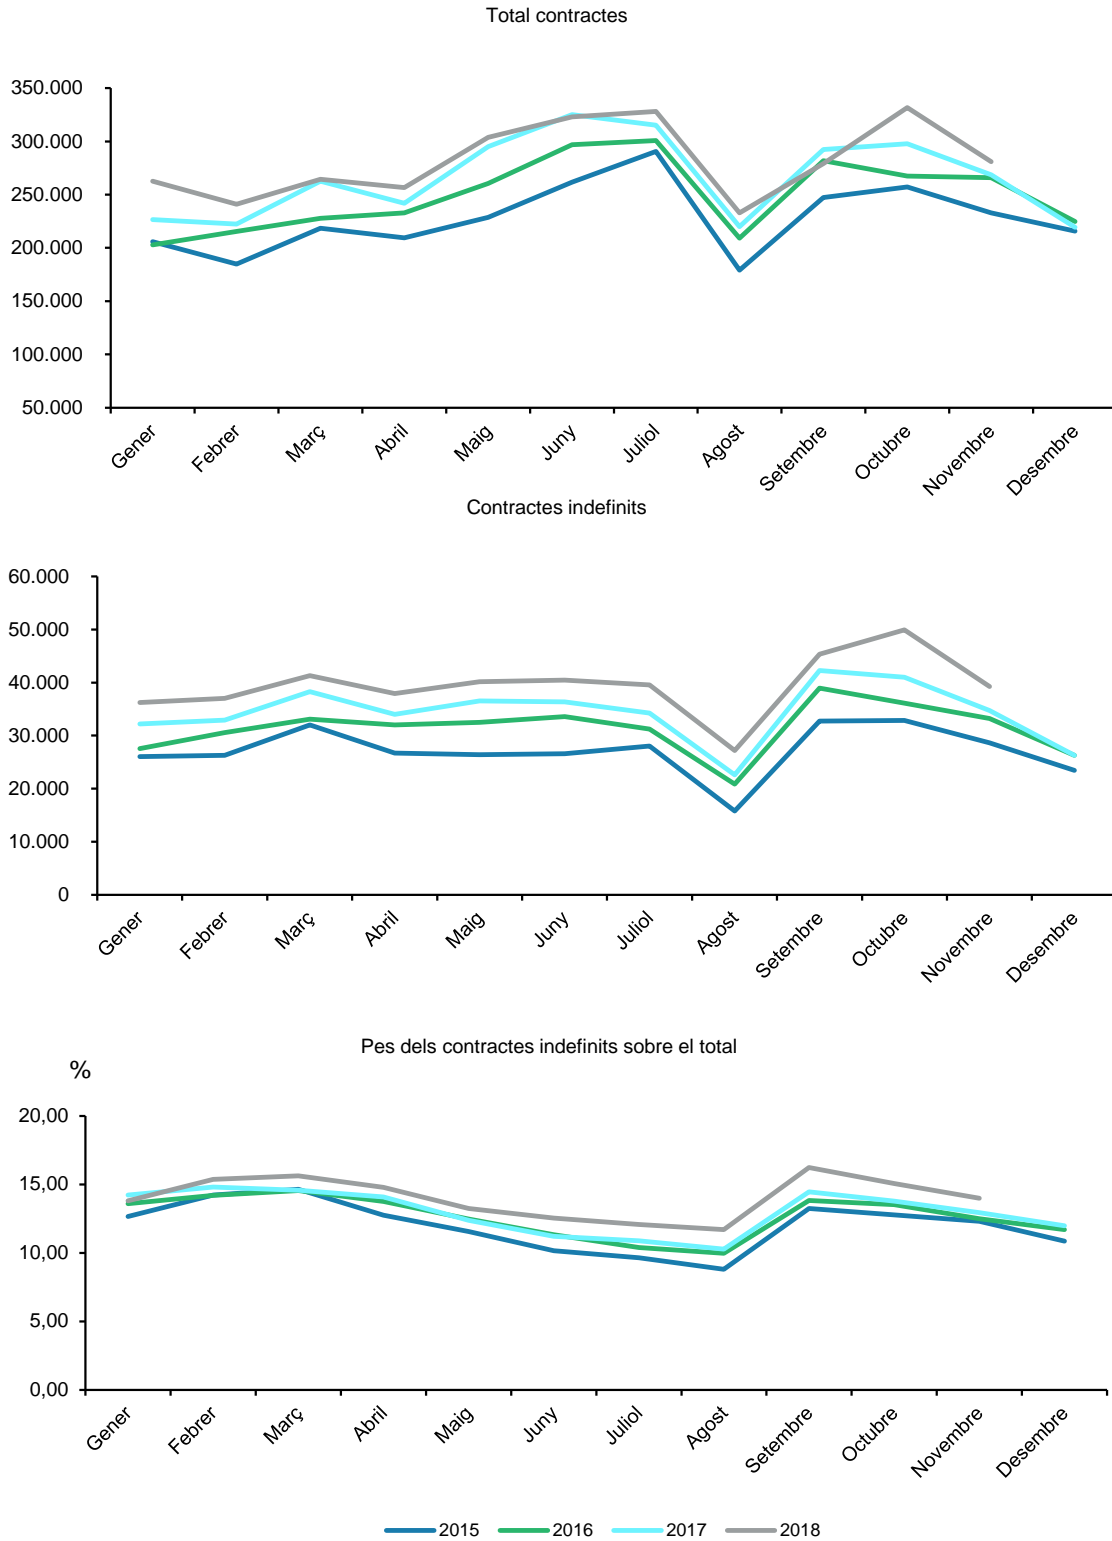 Total contractes
350.000
300.000
250.000
200.000
150.000
100.000
50.000
Gener
Febrer
Març
Abril
Maig
Juny
Juliol
Agost
Setembre
Octubre
Novembre
Desembre
Contractes indefinits
60.000
50.000
40.000
30.000
20.000
10.000
0
Gener
Febrer
Març
Abril
Maig
Juny
Juliol
Agost
Setembre
Octubre
Novembre
Desembre
Pes dels contractes indefinits sobre el total
%
20,00
15,00
10,00
5,00
0,00
Gener
Febrer
Març
Abril
Maig
Juny
Juliol
Agost
Setembre
Octubre
Novembre
Desembre
2015 2016 2017 2018